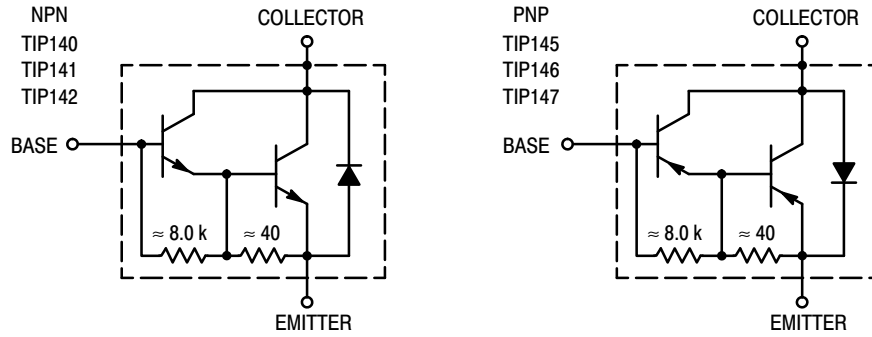 NPN
TIP140
TIP141
TIP142
COLLECTOR
BASE
≈ 8.0 k
≈ 40
EMITTER
PNP
TIP145
TIP146
TIP147
COLLECTOR
BASE
≈ 8.0 k
≈ 40
EMITTER